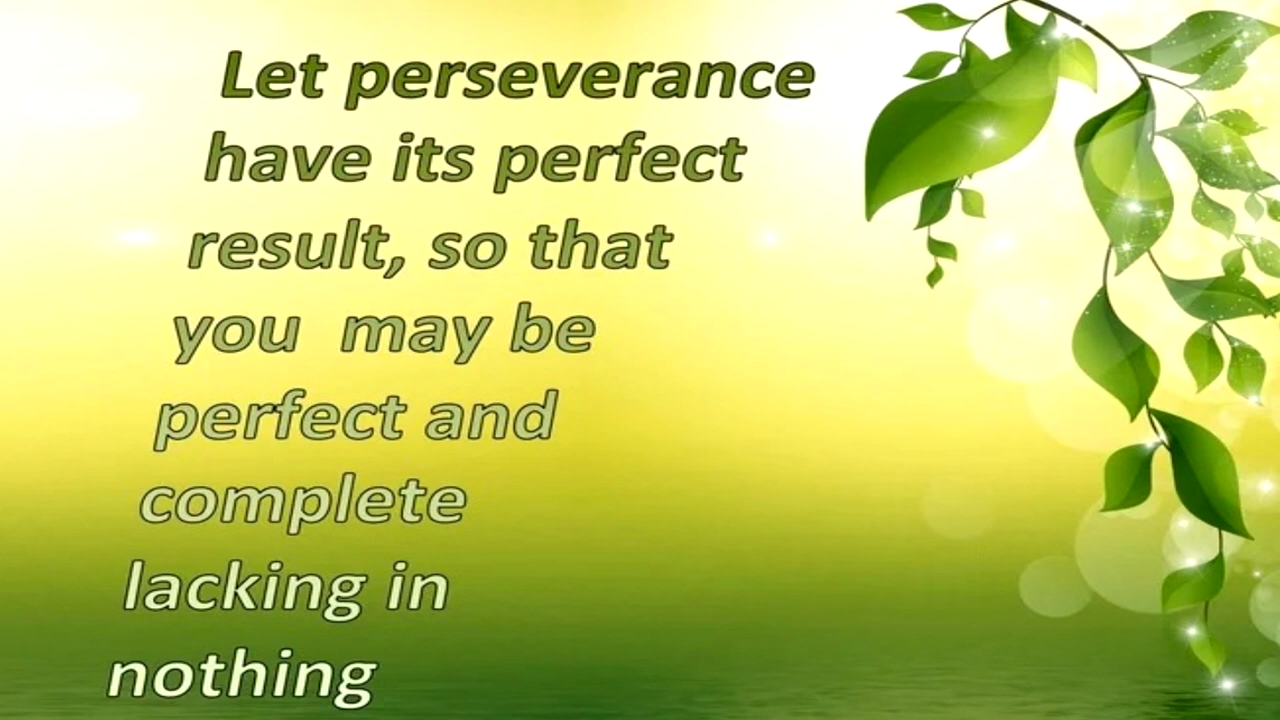 Let perseverance
have its perfect
result, so that
you may be
perfect and
complete
lacking in
nothing